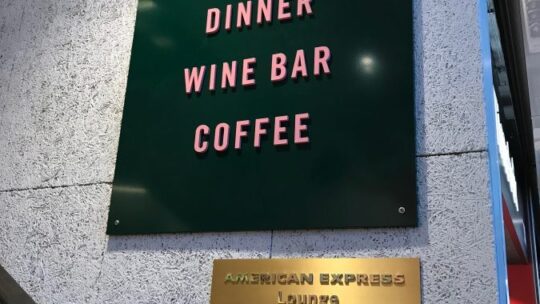 DINNER
WINE BAR
COFFEE
AMERICAN EXPRESS
Lounge